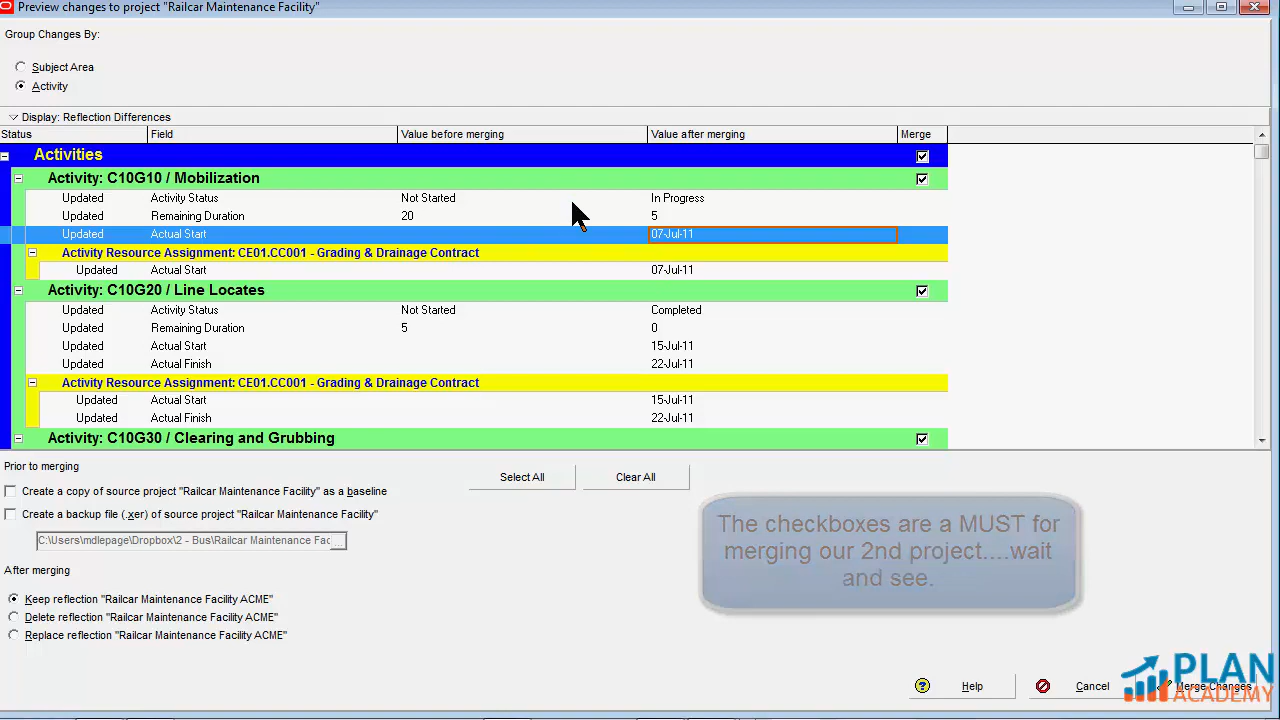 Preview changes to project "Railcar Maintenance Facility"
Group Changes By:
Subject Area
Activity
Display: Reflection Differences
Status Field Value before merging Value after merging Merge
Activities
Activity: C10G10 / Mobilization
Updated Activity Status Not Started In Progress
Updated Remaining Duration 20 5
Updated Actual Start 07-Jul-11
Activity Resource Assignment: CE01.CC001 - Grading & Drainage Contract
Updated Actual Start 07-Jul-11
Activity: C10G20 / Line Locates
Updated Activity Status Not Started Completed
Updated Remaining Duration 5 0
Updated Actual Start 15-Jul-11
Updated Actual Finish 22-Jul-11
Activity Resource Assignment: CE01.CC001 - Grading & Drainage Contract
Updated Actual Start 15-Jul-11
Updated Actual Finish 22-Jul-11
Activity: C10G30 / Clearing and Grubbing
Prior to merging
Select All Clear All
Create a copy of source project "Railcar Maintenance Facility" as a baseline
Create a backup file (.xer) of source project "Railcar Maintenance Facility"
C:\Users\mdlepage\Dropbox\2 - Bus\Railcar Maintenance Fac ...
The checkboxes are a MUST for
merging our 2nd project....wait
and see.
After merging
Keep reflection "Railcar Maintenance Facility ACME"
Delete reflection "Railcar Maintenance Facility ACME"
Replace reflection "Railcar Maintenance Facility ACME"
Help Cancel Merge Changes
PLAN
ACADEMY